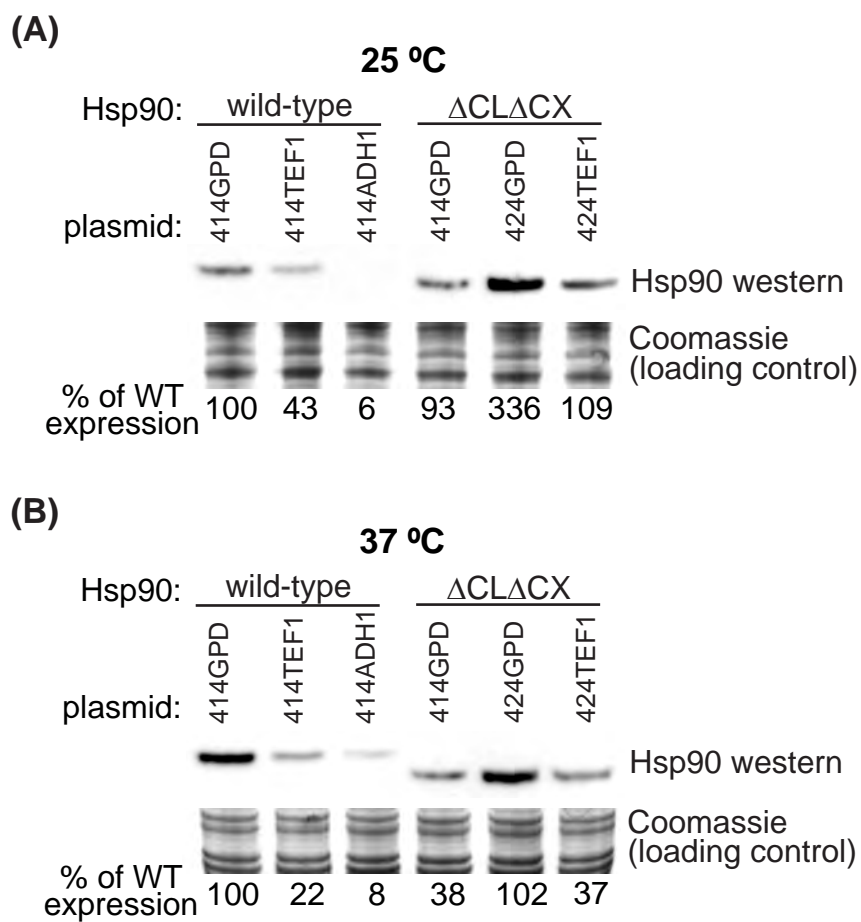 (A)
25 ºC
Hsp90: wild-type ΔCLΔCX
plasmid: 414GPD 414TEF1 414ADH1 414GPD 424GPD 424TEF1
Hsp90 western
Coomassie
(loading control)
% of WT
expression 100 43 6 93 336 109
(B)
37 ºC
Hsp90: wild-type ΔCLΔCX
plasmid: 414GPD 414TEF1 414ADH1 414GPD 424GPD 424TEF1
Hsp90 western
Coomassie
(loading control)
% of WT
expression 100 22 8 38 102 37